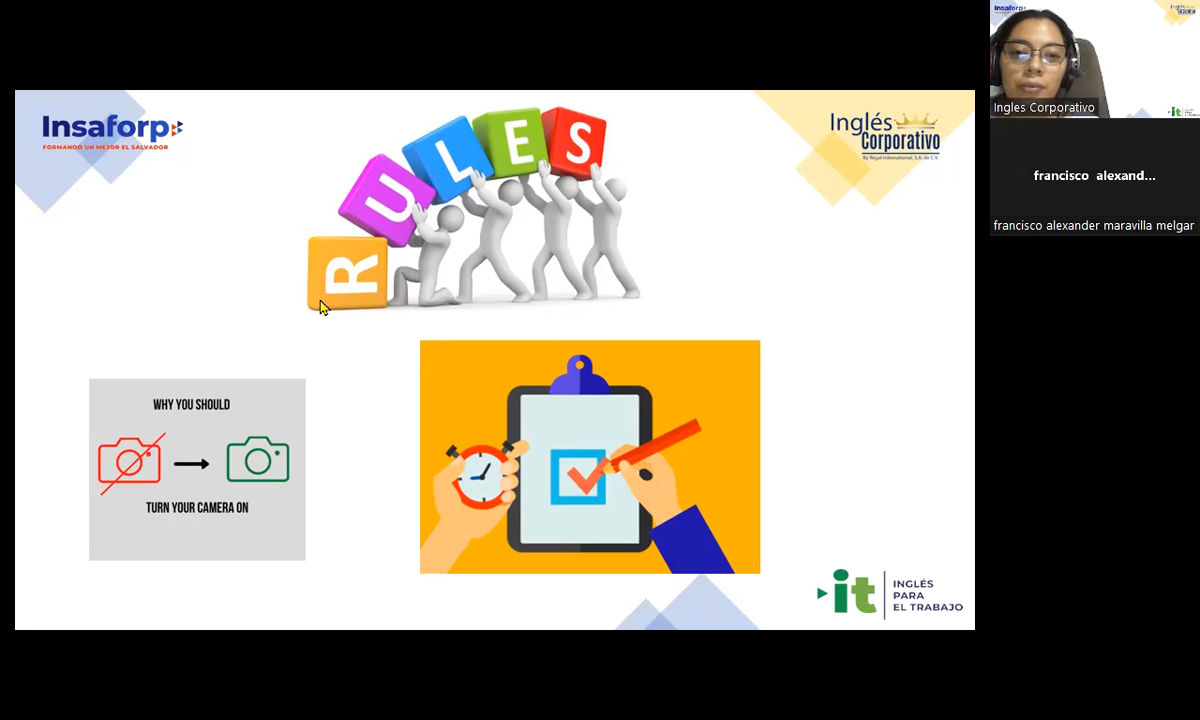 Insaforp
FORMANDO UN MEJOR EL SALVADOR
RULES
Inglés
Corporativo
By Regal International, S.A. de C.V.
WHY YOU SHOULD
TURN YOUR CAMERA ON
it
INGLÉS
PARA
EL TRABAJO
Insaforp
Ingles Corporativo
francisco alexand...
francisco alexander maravilla melgar